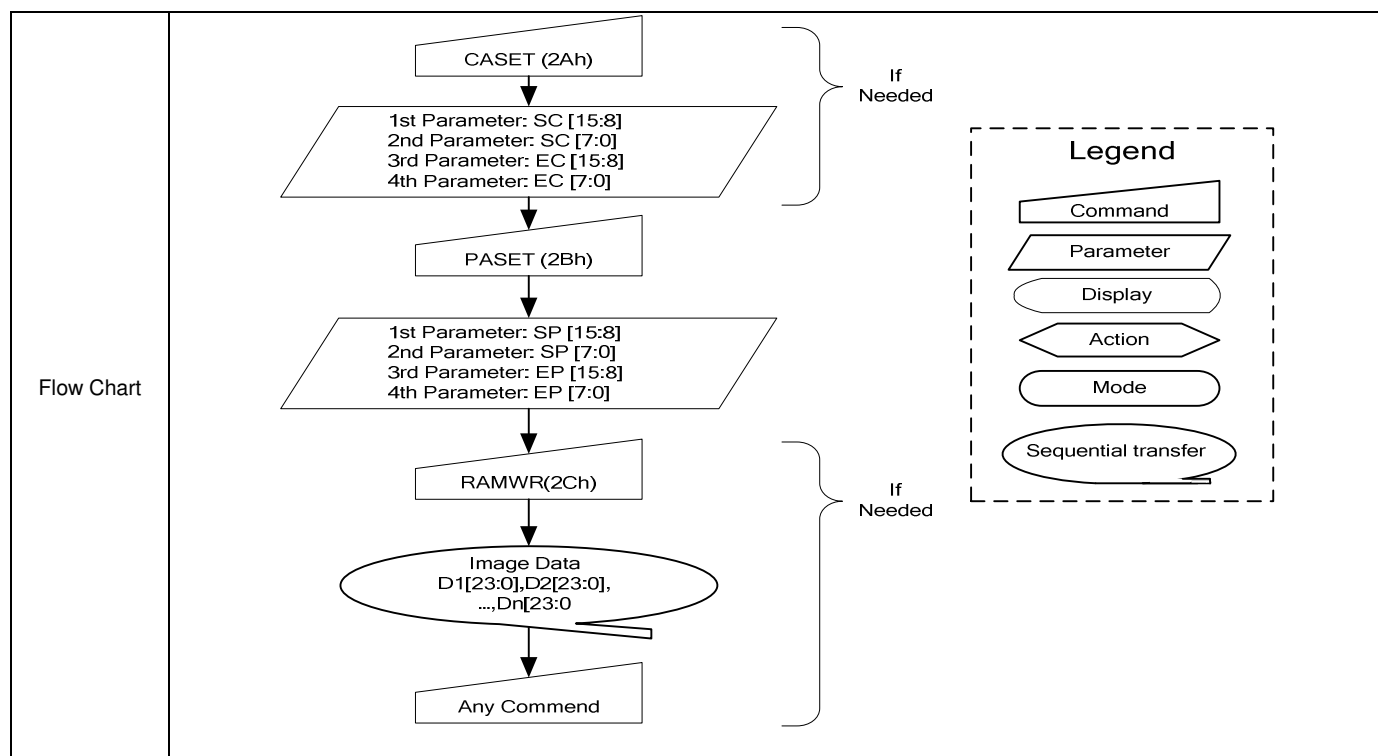 Flow Chart
CASET (2Ah)
1st Parameter: SC [15:8]
2nd Parameter: SC [7:0]
3rd Parameter: EC [15:8]
4th Parameter: EC [7:0]
If
Needed
PASET (2Bh)
1st Parameter: SP [15:8]
2nd Parameter: SP [7:0]
3rd Parameter: EP [15:8]
4th Parameter: EP [7:0]
RAMWR(2Ch)
Image Data
D1[23:0],D2[23:0],
...,Dn[23:0
Any Commend
If
Needed
Legend
Command
Parameter
Display
Action
Mode
Sequential transfer